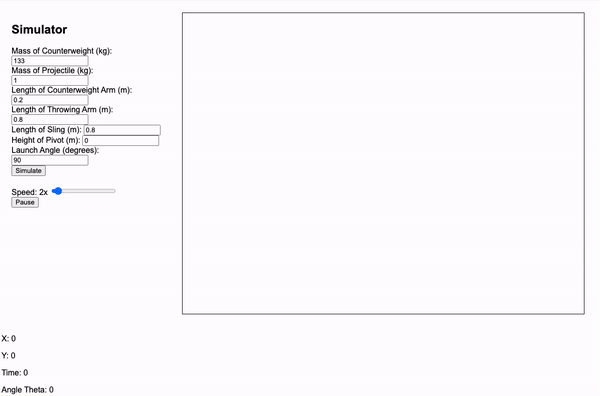 Simulator
Mass of Counterweight (kg):
133
Mass of Projectile (kg):
1
Length of Counterweight Arm (m):
0.2
Length of Throwing Arm (m):
0.8
Length of Sling (m): 0.8
Height of Pivot (m): 0
Launch Angle (degrees):
90
Simulate
Speed: 2x
Pause
X: 0
Y: 0
Time: 0
Angle Theta: 0